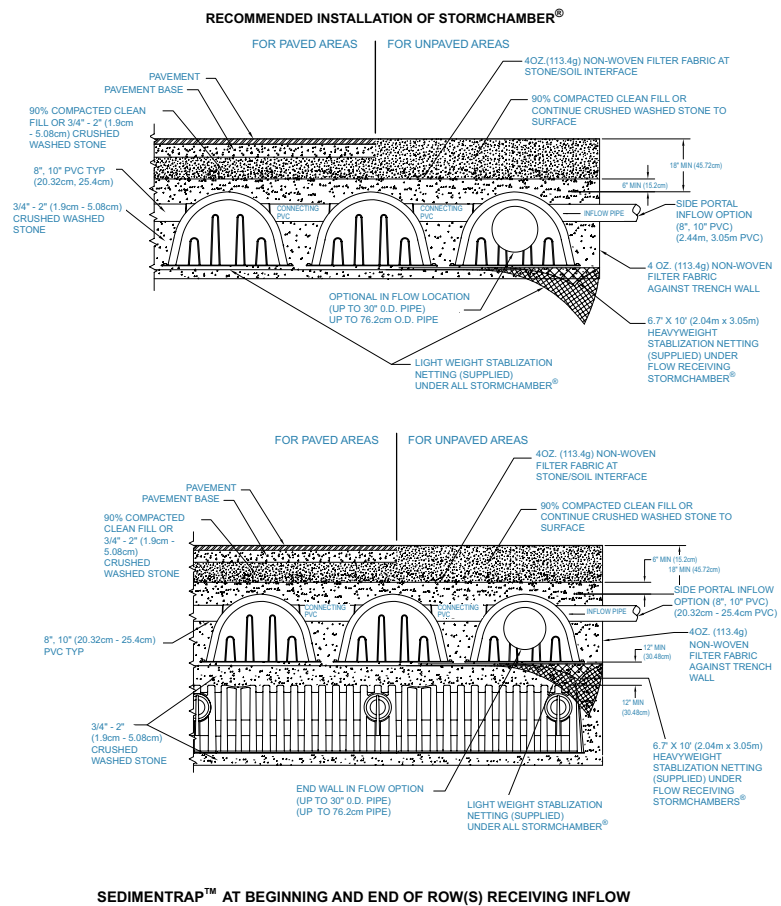 RECOMMENDED INSTALLATION OF STORMCHAMBER®
FOR PAVED AREAS
FOR UNPAVED AREAS
PAVEMENT
PAVEMENT BASE
90% COMPACTED CLEAN
FILL OR 3/4" - 2" (1.9cm
- 5.08cm) CRUSHED
WASHED STONE
8", 10" PVC TYP
(20.32cm, 25.4cm)
3/4" - 2" (1.9cm - 5.08cm)
CRUSHED WASHED
STONE
4OZ.(113.4g) NON-WOVEN
FILTER FABRIC AT
STONE/SOIL INTERFACE
90% COMPACTED CLEAN FILL OR
CONTINUE CRUSHED WASHED STONE TO
SURFACE
18" MIN (45.72cm)
6" MIN (15.2cm)
CONNECTING
PVC
CONNECTING
PVC
INFLOW PIPE
SIDE PORTAL
INFLOW OPTION
(8", 10" PVC)
(2.44m, 3.05m PVC)
4 OZ. (113.4g) NON-WOVEN
FILTER FABRIC
AGAINST TRENCH WALL
OPTIONAL IN FLOW LOCATION
(UP TO 30" O.D. PIPE)
UP TO 76.2cm O.D. PIPE
6.7' X 10' (2.04m x 3.05m)
HEAVYWEIGHT
STABLIZATION NETTING
(SUPPLIED) UNDER
FLOW RECEIVING
STORMCHAMBER®
LIGHT WEIGHT STABLIZATION
NETTING (SUPPLIED)
UNDER ALL STORMCHAMBER®
FOR PAVED AREAS
FOR UNPAVED AREAS
PAVEMENT
PAVEMENT BASE
90% COMPACTED
CLEAN FILL OR
3/4" - 2" (1.9cm -
5.08cm)
CRUSHED
WASHED STONE
4OZ. (113.4g) NON-WOVEN
FILTER FABRIC AT
STONE/SOIL INTERFACE
90% COMPACTED CLEAN FILL OR
CONTINUE CRUSHED WASHED STONE TO
SURFACE
6" MIN (15.2cm)
18" MIN (45.72cm)
CONNECTING
PVC
CONNECTING
PVC
INFLOW PIPE
SIDE PORTAL INFLOW
OPTION (8", 10" PVC)
(20.32cm - 25.4cm PVC)
8", 10" (20.32cm - 25.4cm)
PVC TYP
4OZ. (113.4g)
NON-WOVEN
FILTER FABRIC
AGAINST TRENCH
WALL
12" MIN
(30.48cm)
12" MIN
(30.48cm)
3/4" - 2"
(1.9cm - 5.08cm)
CRUSHED
WASHED STONE
6.7' X 10' (2.04m x 3.05m)
HEAVYWEIGHT
STABLIZATION NETTING
(SUPPLIED) UNDER
FLOW RECEIVING
STORMCHAMBERS®
END WALL IN FLOW OPTION
(UP TO 30" 0.D. PIPE)
(UP TO 76.2cm PIPE)
LIGHT WEIGHT STABLIZATION
NETTING (SUPPLIED)
UNDER ALL STORMCHAMBER®
SEDIMENTRAP™ AT BEGINNING AND END OF ROW(S) RECEIVING INFLOW